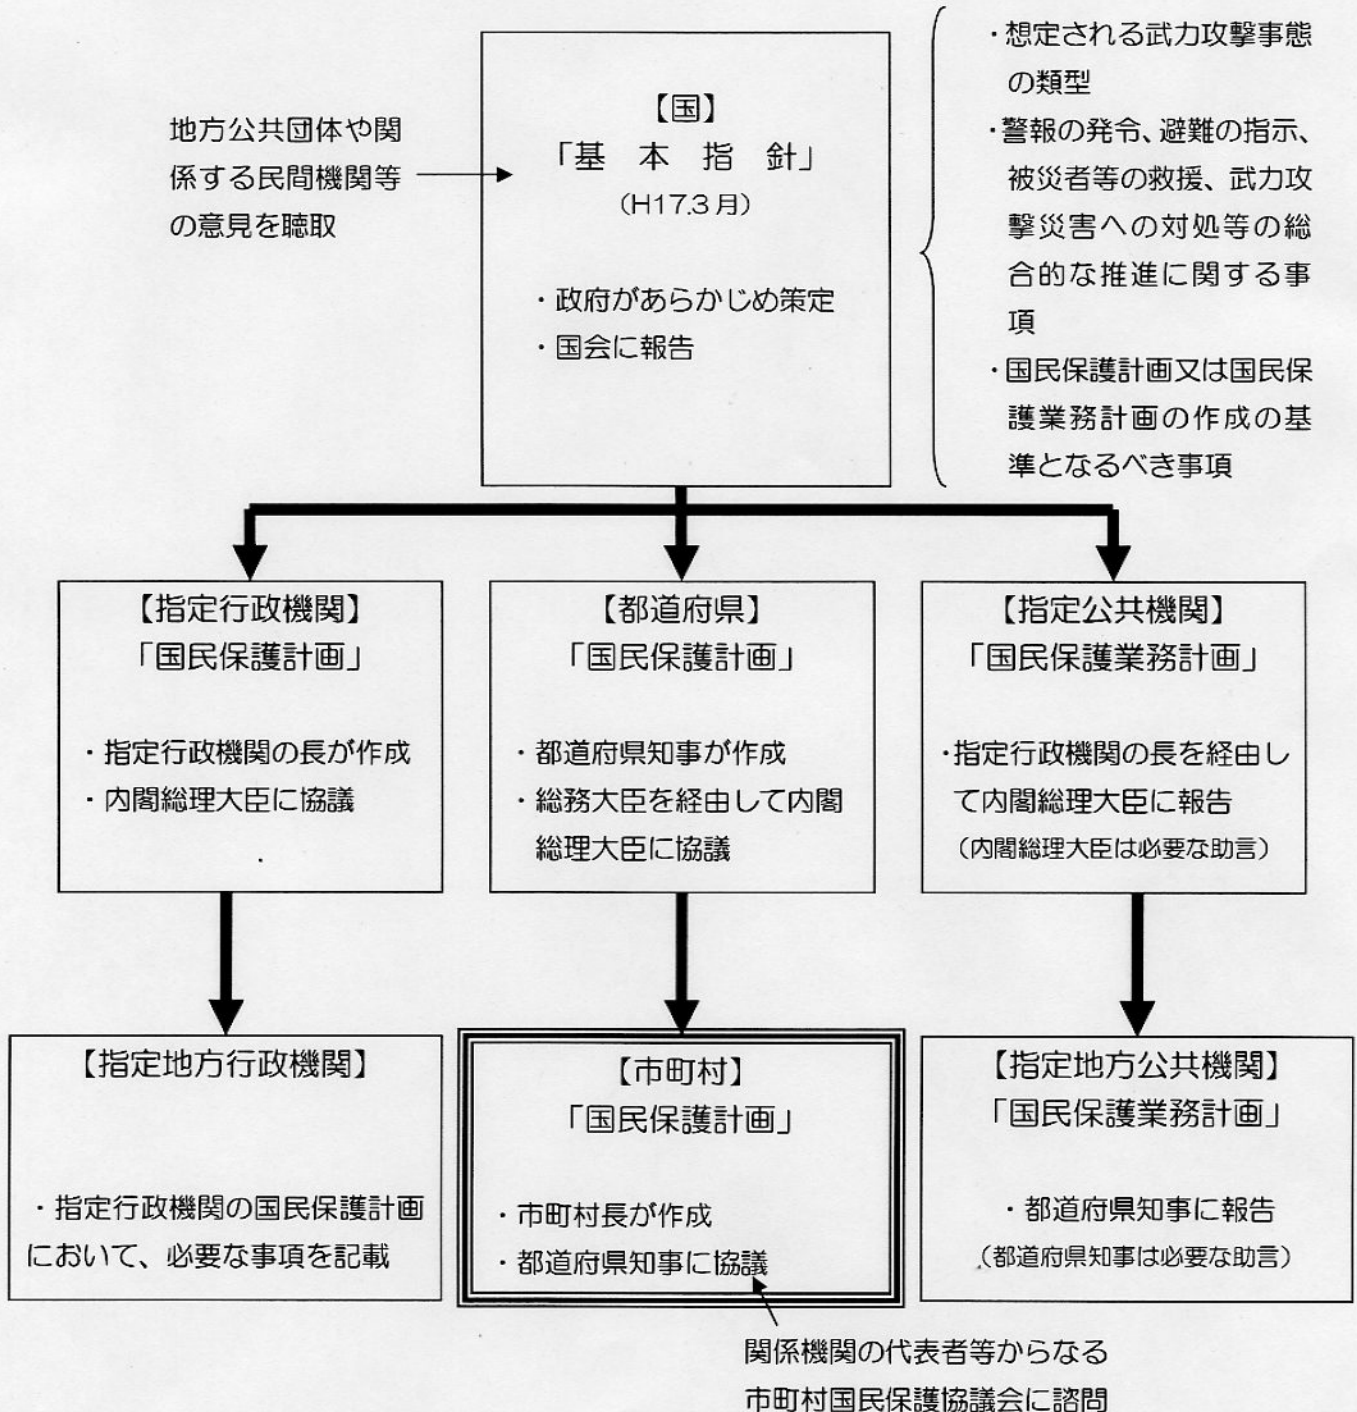 地方公共団体や関
係する民間機関等
の意見を聴取
【国】
「基 本 指 針」
（H17.3月）
・政府があらかじめ策定
・国会に報告
・想定される武力攻撃事態
の類型
・警報の発令、避難の指示、
被災者等の救援、武力攻
撃災害への対処等の総
合的な推進に関する事
項
・国民保護計画又は国民保
護業務計画の作成の基
準となるべき事項
【指定行政機関】
「国民保護計画」
・指定行政機関の長が作成
・内閣総理大臣に協議
【都道府県】
「国民保護計画」
・都道府県知事が作成
・総務大臣を経由して内閣
総理大臣に協議
【指定公共機関】
「国民保護業務計画」
・指定行政機関の長を経由し
て内閣総理大臣に報告
（内閣総理大臣は必要な助言）
【指定地方行政機関】
・指定行政機関の国民保護計画
において、必要な事項を記載
【市町村】
「国民保護計画」
・市町村長が作成
・都道府県知事に協議
【指定地方公共機関】
「国民保護業務計画」
・都道府県知事に報告
（都道府県知事は必要な助言）
関係機関の代表者等からなる
市町村国民保護協議会に諮問